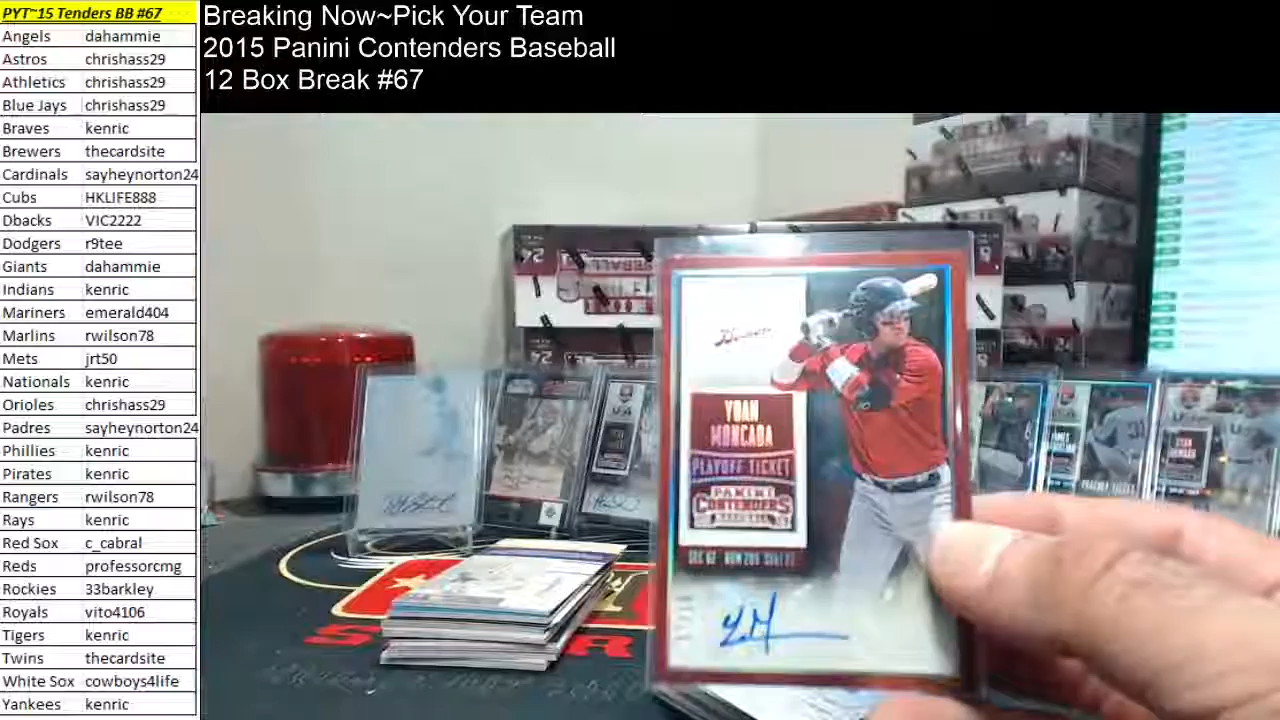 PYT~15 Tenders BB #67
Angels dahammie
Astros chrishass29
Athletics chrishass29
Blue Jays chrishass29
Braves kenric
Brewers thecardsite
Cardinals sayheynorton24
Cubs HKLIFE888
Dbacks VIC2222
Dodgers r9tee
Giants dahammie
Indians kenric
Mariners emerald404
Marlins rwilson78
Mets jrt50
Nationals kenric
Orioles chrishass29
Padres sayheynorton24
Phillies kenric
Pirates kenric
Rangers rwilson78
Rays kenric
Red Sox c_cabral
Reds professorcmg
Rockies 33barkley
Royals vito4106
Tigers kenric
Twins thecardsite
White Sox cowboys4life
Yankees kenric
Breaking Now~Pick Your Team
2015 Panini Contenders Baseball
12 Box Break #67
Boston
YOAN
MONCADA
PLAYOFF TICKET
PANINI
CONTENDERS